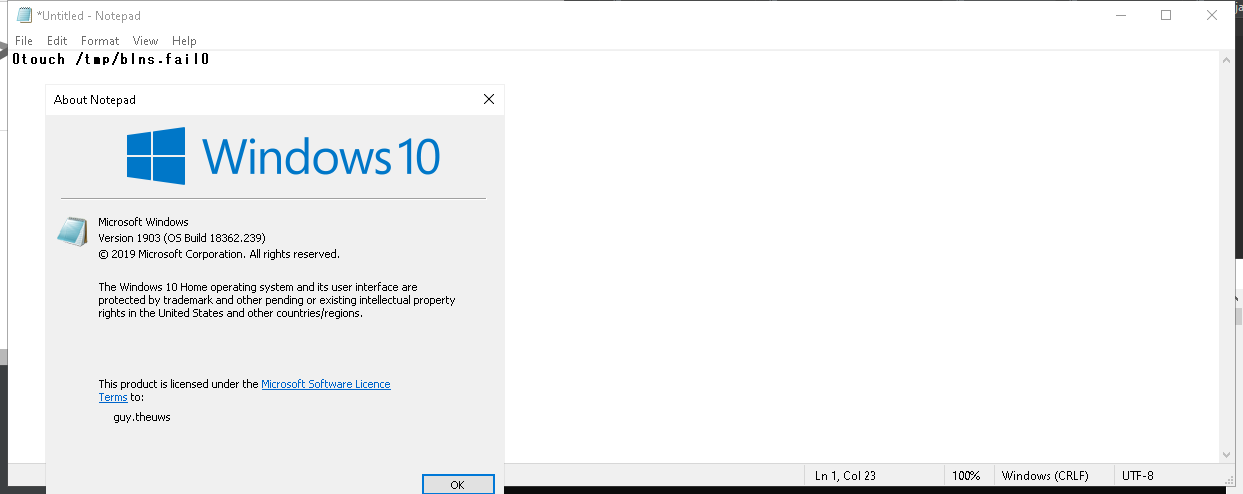 *Untitled - Notepad
File Edit Format View Help
0touch /tmp/blns.fail0
About Notepad
Windows 10
Microsoft Windows
Version 1903 (OS Build 18362.239)
© 2019 Microsoft Corporation. All rights reserved.
The Windows 10 Home operating system and its user interface are
protected by trademark and other pending or existing intellectual property
rights in the United States and other countries/regions.
This product is licensed under the Microsoft Software Licence
Terms to:
guy.theuws
OK
Ln 1, Col 23 100% Windows (CRLF) UTF-8